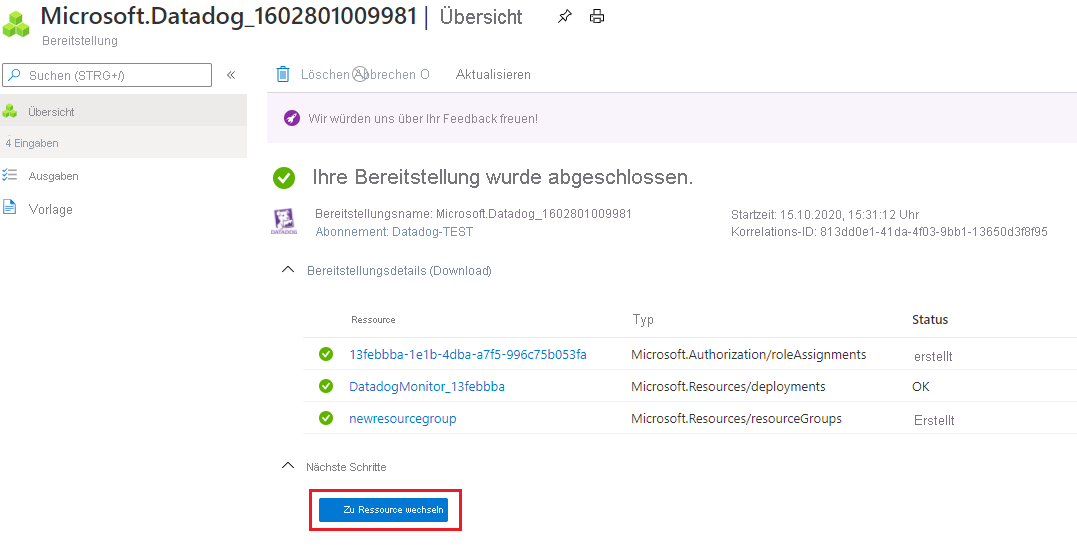 Microsoft.Datadog_1602801009981 | Übersicht
Bereitstellung
Suchen (STRG+/) «
Löschen Abbrechen O Aktualisieren
Übersicht
4 Eingaben
Ausgaben
Vorlage
Wir würden uns über Ihr Feedback freuen!
Ihre Bereitstellung wurde abgeschlossen.
DATADOG
Bereitstellungsname: Microsoft.Datadog_1602801009981 Startzeit: 15.10.2020, 15:31:12 Uhr
Abonnement: Datadog-TEST Korrelations-ID: 813dd0e1-41da-4f03-9bb1-13650d3f8f95
Bereitstellungsdetails (Download)
Ressource Typ Status
13febbba-1e1b-4dba-a7f5-996c75b053fa Microsoft.Authorization/roleAssignments erstellt
DatadogMonitor_13febbba Microsoft.Resources/deployments OK
newresourcegroup Microsoft.Resources/resourceGroups Erstellt
Nächste Schritte
Zu Ressource wechseln